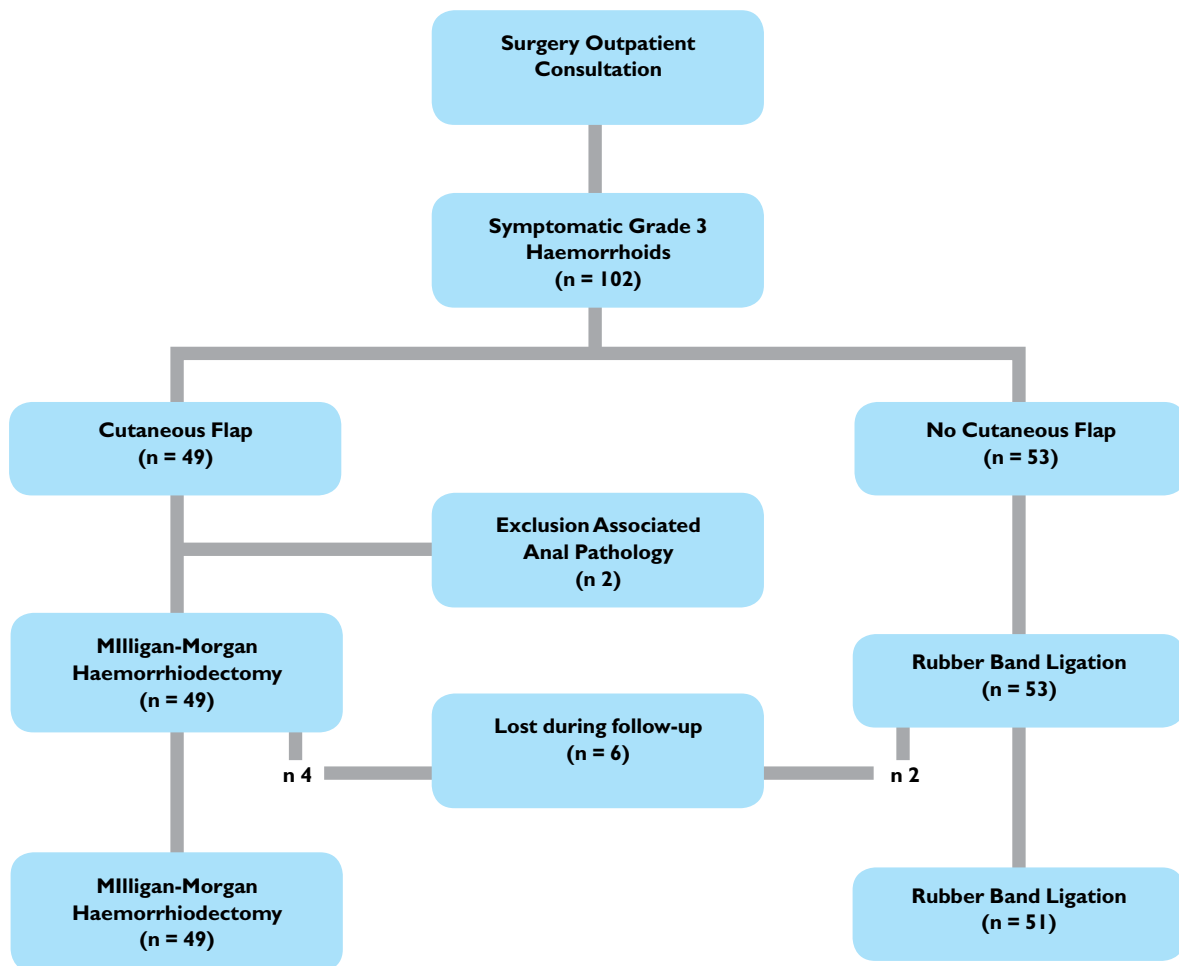 Surgery Outpatient
Consultation
Symptomatic Grade 3
Haemorrhoids
(n = 102)
Cutaneous Flap
(n = 49)
No Cutaneous Flap
(n = 53)
Exclusion Associated
Anal Pathology
(n 2)
MIlligan-Morgan
Haemorrhiodectomy
(n = 49)
Rubber Band Ligation
(n = 53)
Lost during follow-up
(n = 6)
n 4
n 2
MIlligan-Morgan
Haemorrhiodectomy
(n = 49)
Rubber Band Ligation
(n = 51)